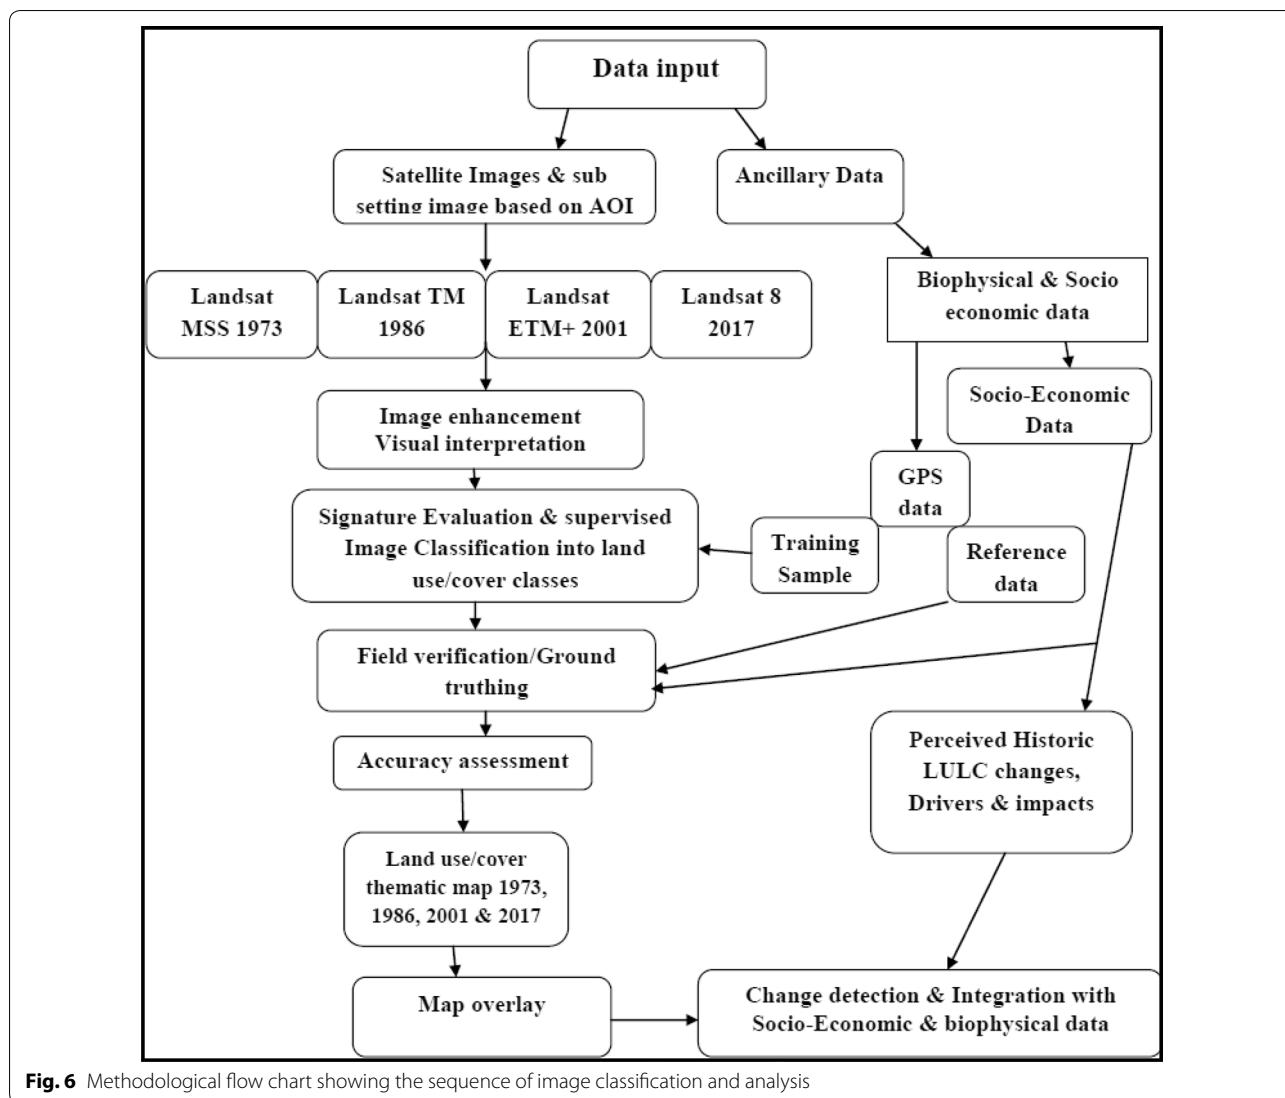 Data input
Satellite Images & sub
setting image based on AOI
Ancillary Data
Landsat
MSS 1973
Landsat TM
1986
Landsat
ETM+ 2001
Landsat 8
2017
Biophysical & Socio
economic data
Image enhancement
Visual interpretation
Socio-Economic
Data
GPS
data
Signature Evaluation & supervised
Image Classification into land
use/cover classes
Training
Sample
Reference
data
Field verification/Ground
truthing
Accuracy assessment
Perceived Historic
LULC changes,
Drivers & impacts
Land use/cover
thematic map 1973,
1986, 2001 & 2017
Map overlay
Change detection & Integration with
Socio-Economic & biophysical data
Fig. 6 Methodological flow chart showing the sequence of image classification and analysis